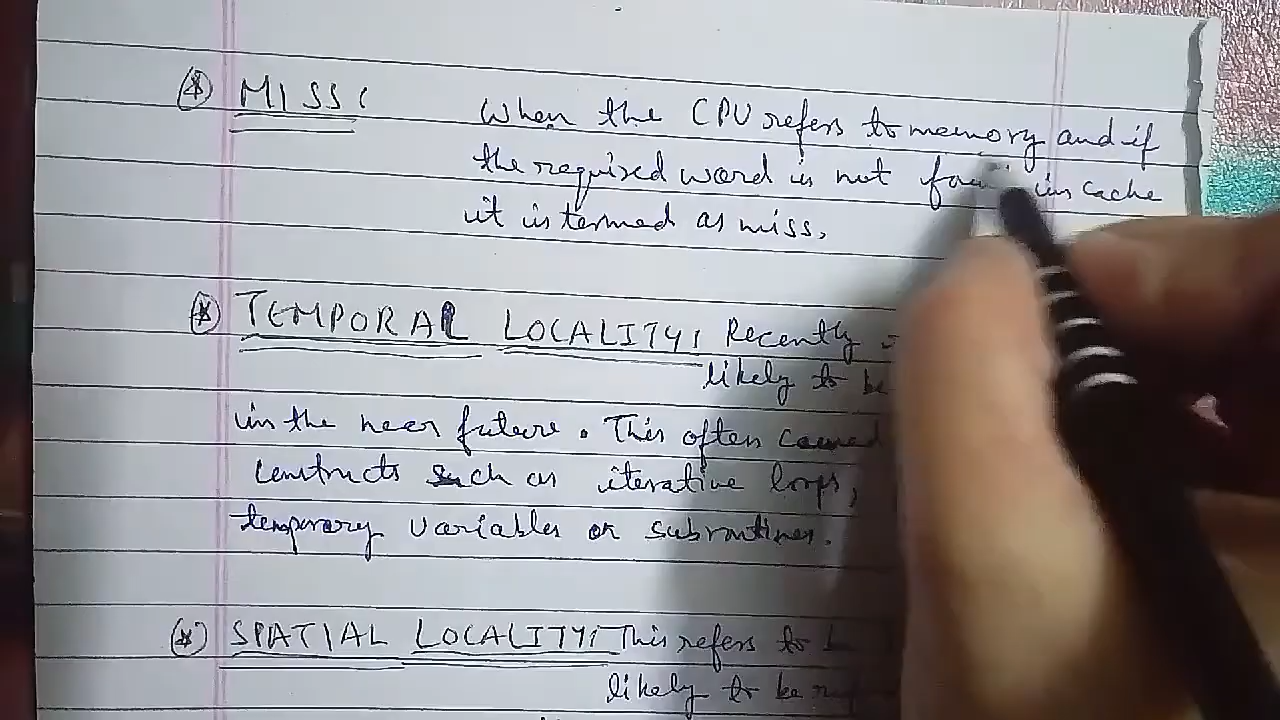 MISS:
When the CPU refers to memory and if
the required word is not in cache
it is termed as miss.
TEMPORAL LOCALITY: Recently
likely to be
in the near future. This often caused
constructs such as iterative loops,
temporary variables or subroutines.
SPATIAL LOCALITY: This refers to
likely to be